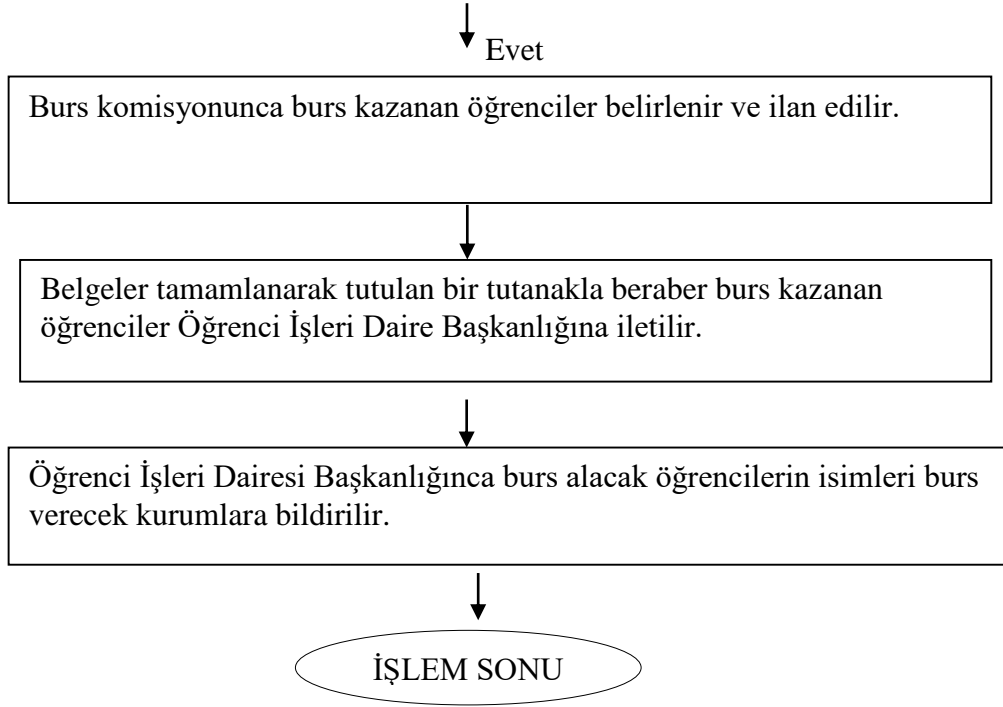 Evet
Burs komisyonunca burs kazanan öğrenciler belirlenir ve ilan edilir.
Belgeler tamamlanarak tutulan bir tutanakla beraber burs kazanan
öğrenciler Öğrenci İşleri Daire Başkanlığına iletilir.
Öğrenci İşleri Dairesi Başkanlığınca burs alacak öğrencilerin isimleri burs
verecek kurumlara bildirilir.
İŞLEM SONU